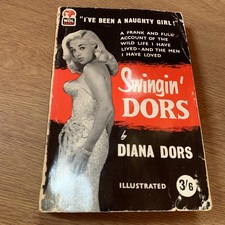 "I'VE BEEN A NAUGHTY GIRL!"
A FRANK AND FULL
ACCOUNT OF THE
WILD LIFE I HAVE
LIVED - AND THE MEN
I HAVE LOVED
Swingin'
DORS
by
DIANA DORS
ILLUSTRATED
3/6